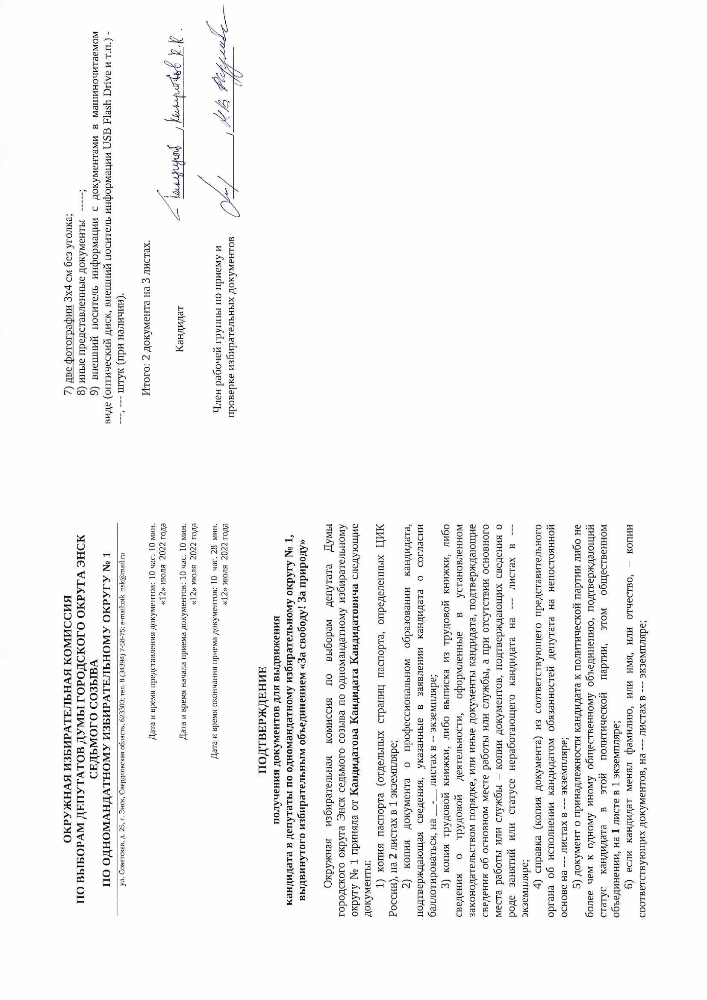 ОКРУЖНАЯ ИЗБИРАТЕЛЬНАЯ КОМИССИЯ
ПО ВЫБОРАМ ДЕПУТАТОВ ДУМЫ ГОРОДСКОГО ОКРУГА ЭНСК
СЕДЬМОГО СОЗЫВА
ПО ОДНОМАНДАТНОМУ ИЗБИРАТЕЛЬНОМУ ОКРУГУ № 1
ул. Советская, д. 25, г. Энск, Свердловская область, 623300; тел. 8 (34394) 7-58-75; e-mail:oik_nsk@mail.ru
Дата и время представления документов: 10 час. 10 мин.
«12» июля 2022 года
Дата и время начала приема документов: 10 час. 10 мин.
«12» июля 2022 года
Дата и время окончания приема документов: 10 час. 28 мин.
«12» июля 2022 года
ПОДТВЕРЖДЕНИЕ
получения документов для выдвижения
кандидата в депутаты по одномандатному избирательному округу № 1,
выдвинутого избирательным объединением «За свободу! За природу»
Окружная избирательная комиссия по выборам депутата Думы
городского округа Энск седьмого созыва по одномандатному избирательному
округу № 1 приняла от Кандидатова Кандидата Кандидатовича следующие
документы:
1) копия паспорта (отдельных страниц паспорта, определенных ЦИК
России), на 2 листах в 1 экземпляре;
2) копия документа о профессиональном образовании кандидата,
подтверждающая сведения, указанные в заявлении кандидата о согласии
баллотироваться, на __-__ листах в -- экземпляре;
3) копия трудовой книжки, либо выписка из трудовой книжки, либо
сведения о трудовой деятельности, оформленные в установленном
законодательством порядке, или иные документы кандидата, подтверждающие
сведения об основном месте работы или службы, а при отсутствии основного
места работы или службы – копии документов, подтверждающих сведения о
роде занятий или статусе неработающего кандидата на --- листах в ---
экземпляре;
4) справка (копия документа) из соответствующего представительного
органа об исполнении кандидатом обязанностей депутата на непостоянной
основе на --- листах в --- экземпляре;
5) документ о принадлежности кандидата к политической партии либо не
более чем к одному иному общественному объединению, подтверждающий
статус кандидата в этой политической партии, этом общественном
объединении, на 1 листе в 1 экземпляре;
6) если кандидат менял фамилию, или имя, или отчество, – копии
соответствующих документов, на --- листах в --- экземпляре;
7) две фотографии 3х4 см без уголка;
8) иные представленные документы -----;
9) внешний носитель информации с документами в машиночитаемом
виде (оптический диск, внешний носитель информации USB Flash Drive и т.п.) -
---, --- штук (при наличии).
Итого: 2 документа на 3 листах.
Кандидат
Член рабочей группы по приему и
проверке избирательных документов